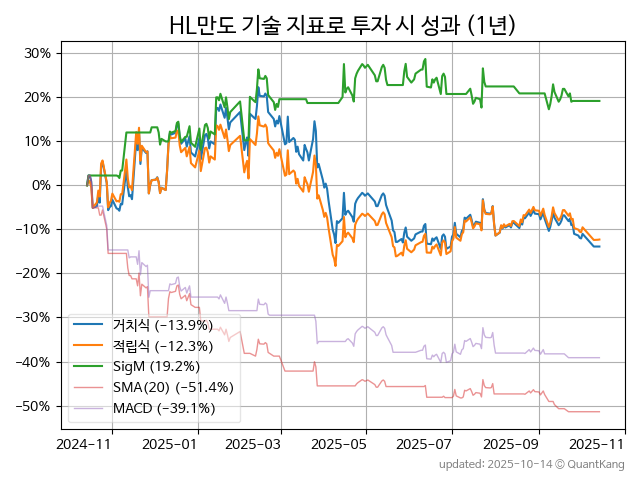 HL만도 기술 지표로 투자 시 성과 (1년)
30%
20%
10%
0%
−10%
−20%
−30%
−40%
−50%
거치식 (−13.9%)
적립식 (−12.3%)
SigM (19.2%)
SMA(20) (−51.4%)
MACD (−39.1%)
2024-11 2025-01 2025-03 2025-05 2025-07 2025-09 2025-11
updated: 2025-10-14 © QuantKang